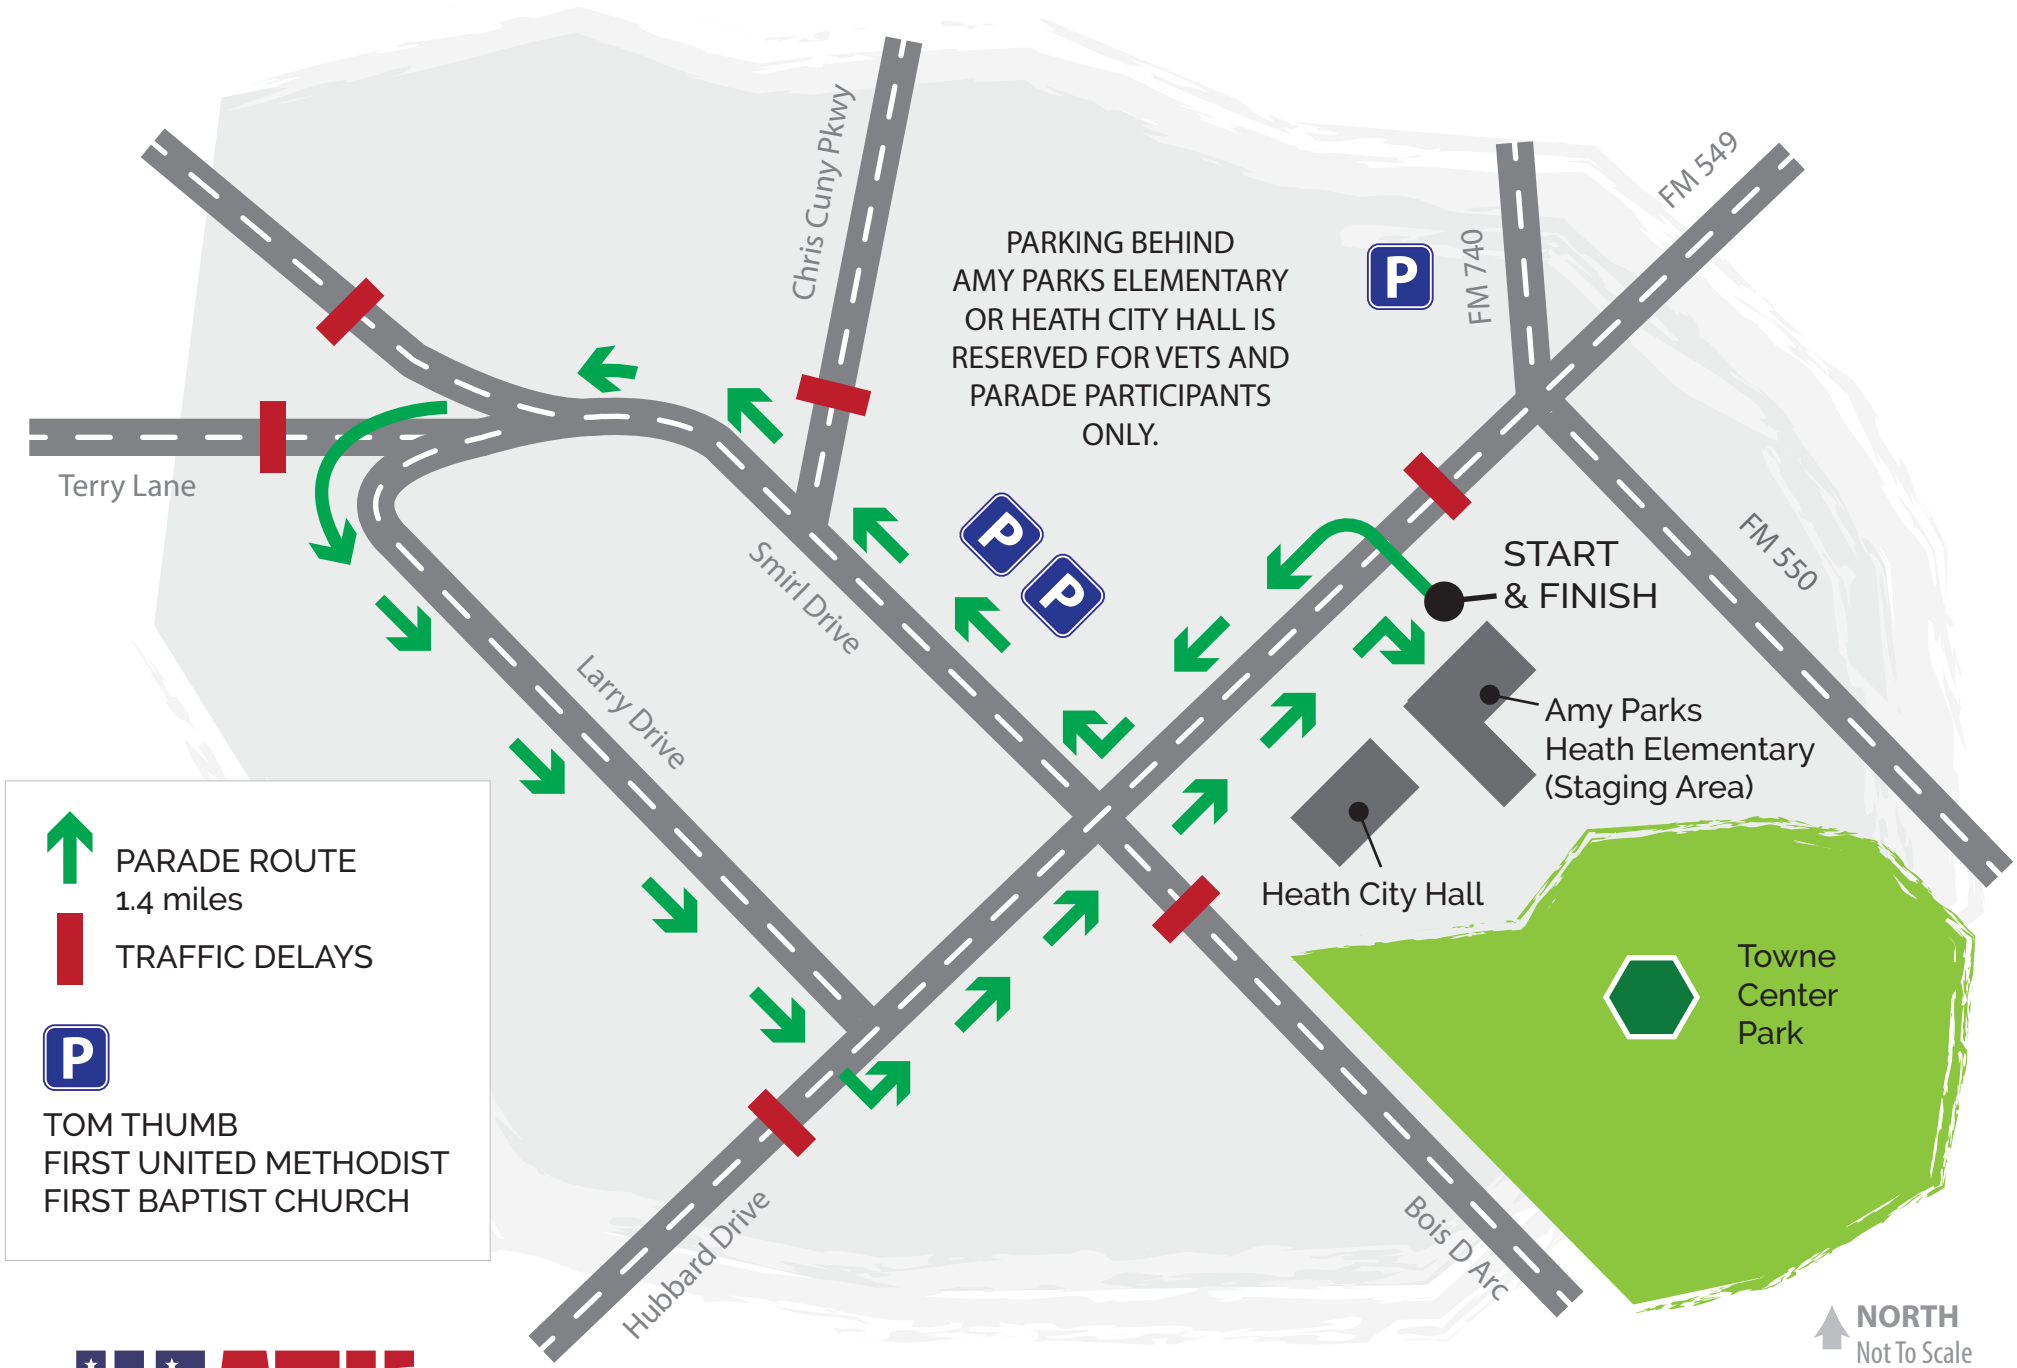 Chris Cuny Pkwy
FM 549
FM 740
PARKING BEHIND
AMY PARKS ELEMENTARY
OR HEATH CITY HALL IS
RESERVED FOR VETS AND
PARADE PARTICIPANTS
ONLY.
P
Terry Lane
P
P
Smirl Drive
FM 550
START
& FINISH
Larry Drive
Amy Parks
Heath Elementary
(Staging Area)
Heath City Hall
PARADE ROUTE
1.4 miles
TRAFFIC DELAYS
P
TOM THUMB
FIRST UNITED METHODIST
FIRST BAPTIST CHURCH
Towne
Center
Park
Hubbard Drive
Bois D Arc
NORTH
Not To Scale